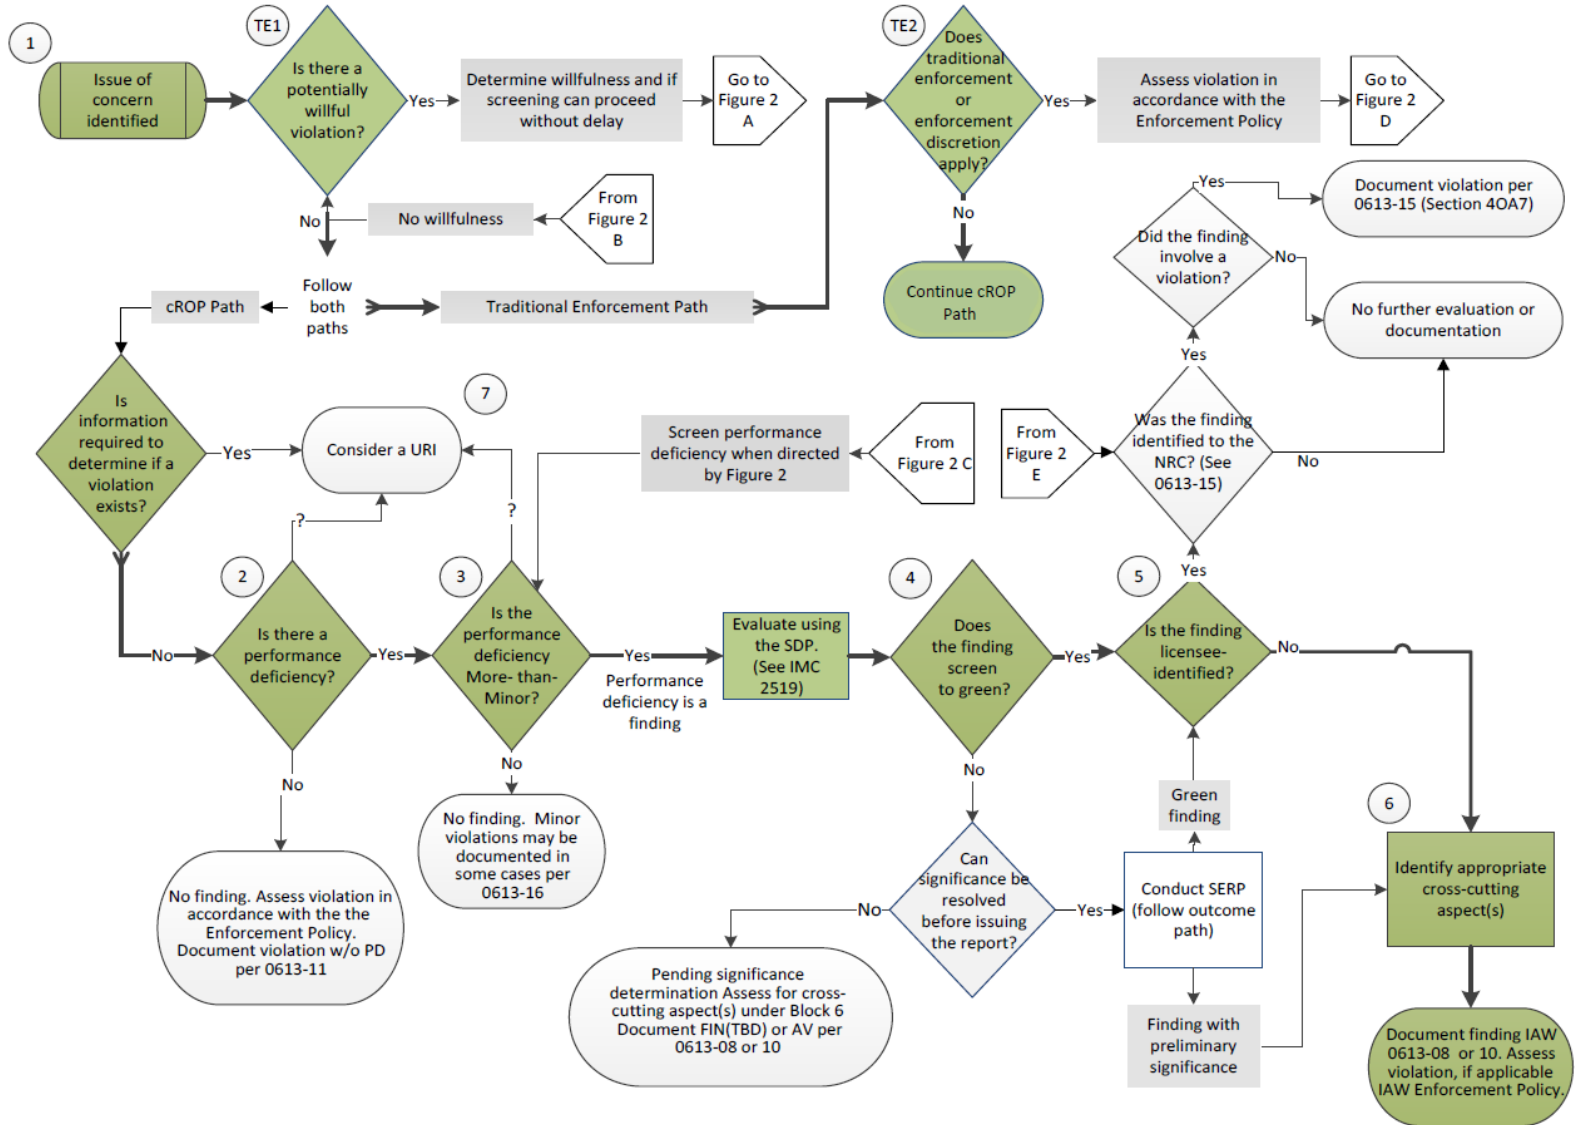 1
Issue of
concern
identified
TE1
Is there a
potentially
willful
violation?
Yes
Determine willfulness and if
screening can proceed
without delay
Go to
Figure 2
A
TE2
Does
traditional
enforcement
or
enforcement
discretion
apply?
Yes
Assess violation in
accordance with the
Enforcement Policy
Go to
Figure 2
D
No
No willfulness
From
Figure 2
B
No
Continue cROP
Path
Yes
Document violation per
0613-15 (Section 4OA7)
Did the finding
involve a
violation?
No
No further evaluation or
documentation
cROP Path
Follow
both
paths
Traditional Enforcement Path
Yes
Is
information
required to
determine if a
violation
exists?
Yes
7
Consider a URI
Screen performance
deficiency when directed
by Figure 2
From
Figure 2 C
From
Figure 2
E
Was the finding
identified to the
NRC? (See
0613-15)
No
?
?
Yes
No
2
Is there a
performance
deficiency?
Yes
3
Is the
performance
deficiency
More- than-
Minor?
Yes
Performance
deficiency is a
finding
Evaluate using
the SDP.
(See IMC
2519)
4
Does
the finding
screen
to green?
Yes
5
Is the finding
licensee-
identified?
No
No
No
No
Green
finding
6
No finding. Assess violation in
accordance with the the
Enforcement Policy.
Document violation w/o PD
per 0613-11
No finding.  Minor
violations may be
documented in
some cases per
0613-16
Can
significance be
resolved
before issuing
the report?
No
Yes
Conduct SERP
(follow outcome
path)
Identify appropriate
cross-cutting
aspect(s)
Pending significance
determination Assess for cross-
cutting aspect(s) under Block 6
Document FIN(TBD) or AV per
0613-08 or 10
Finding with
preliminary
significance
Document finding IAW
0613-08  or 10. Assess
violation, if applicable
IAW Enforcement Policy.